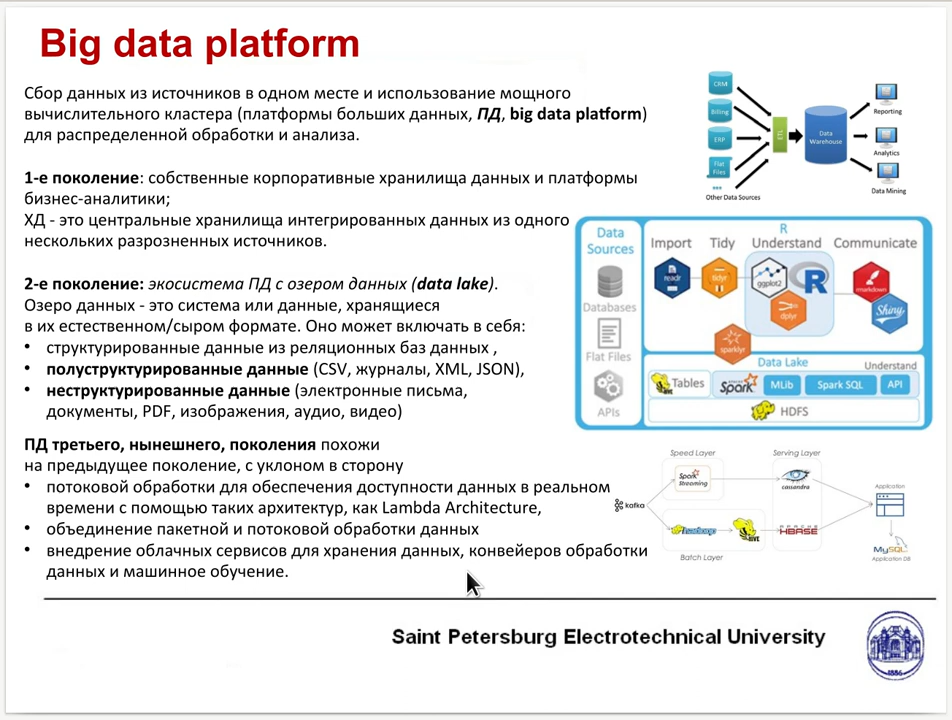 Big data platform
Сбор данных из источников в одном месте и использование мощного
вычислительного кластера (платформы больших данных, ПД, big data platform)
для распределенной обработки и анализа.
1-е поколение: собственные корпоративные хранилища данных и платформы
бизнес-аналитики;
ХД - это центральные хранилища интегрированных данных из одного
нескольких разрозненных источников.
2-е поколение: экосистема ПД с озером данных (data lake).
Озеро данных - это система или данные, хранящиеся
в их естественном/сыром формате. Оно может включать в себя:
• структурированные данные из реляционных баз данных ,
• полуструктурированные данные (CSV, журналы, XML, JSON),
• неструктурированные данные (электронные письма,
документы, PDF, изображения, аудио, видео)
ПД третьего, нынешнего, поколения похожи
на предыдущее поколение, с уклоном в сторону
• потоковой обработки для обеспечения доступности данных в реальном
времени с помощью таких архитектур, как Lambda Architecture,
• объединение пакетной и потоковой обработки данных
• внедрение облачных сервисов для хранения данных, конвейеров обработки
данных и машинное обучение.
CRM
Billing
ERP
Flat
Files
Other Data Sources
ETL
Data
Warehouse
Reporting
Analytics
Data Mining
Data
Sources
Databases
Flat Files
APIs
R
Import Tidy Understand Communicate
readr
tidyr
ggplot2
R
dplyr
rmarkdown
Shiny
sparklyr
Data Lake
Understand
HIVE
Tables
Spark
MLib
Spark SQL
API
HDFS
Speed Layer
Serving Layer
Spark
Streaming
cassandra
kafka
hadoop
HIVE
HBASE
Batch Layer
Application
MySQL
Application DB
Saint Petersburg Electrotechnical University
1886